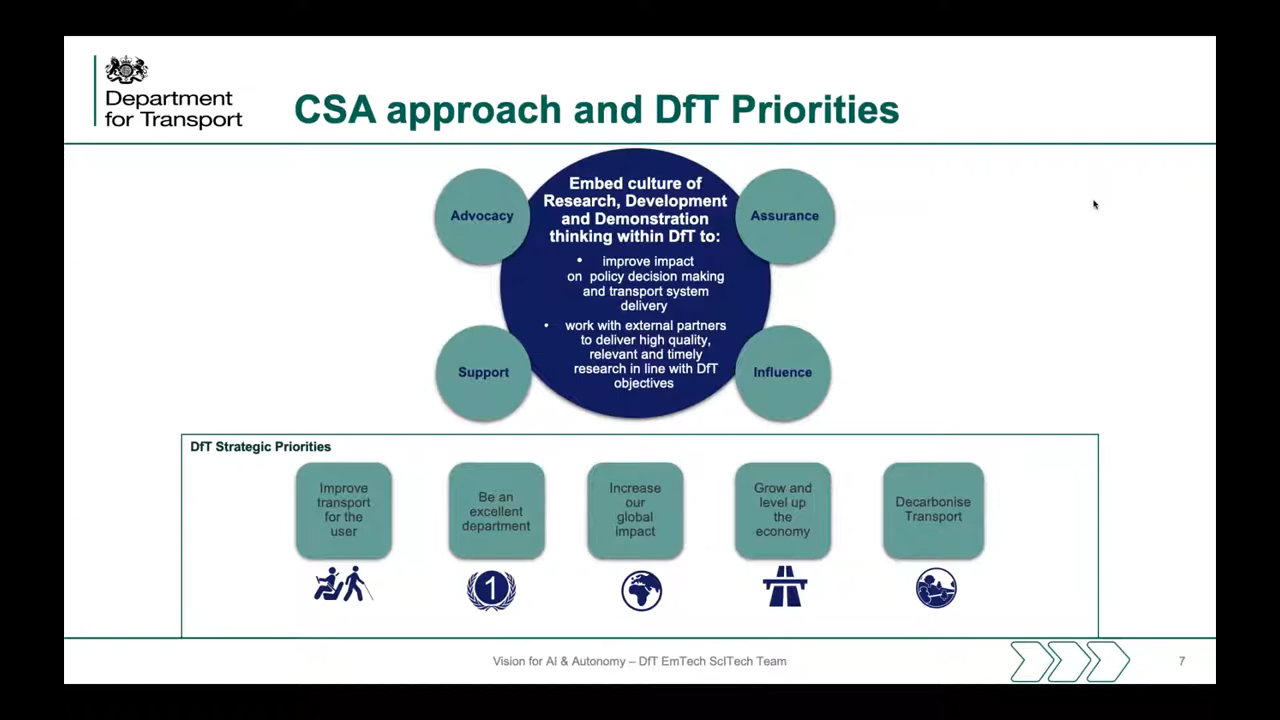 Department
for Transport
CSA approach and DfT Priorities
Advocacy
Assurance
Embed culture of
Research, Development
and Demonstration
thinking within DfT to:
• improve impact
on policy decision making
and transport system
delivery
• work with external partners
to deliver high quality,
relevant and timely
research in line with DfT
objectives
Support
Influence
DfT Strategic Priorities
Improve
transport
for the
user
Be an
excellent
department
Increase
our
global
impact
Grow and
level up
the
economy
Decarbonise
Transport
1
Vision for AI & Autonomy – DfT EmTech SciTech Team
7